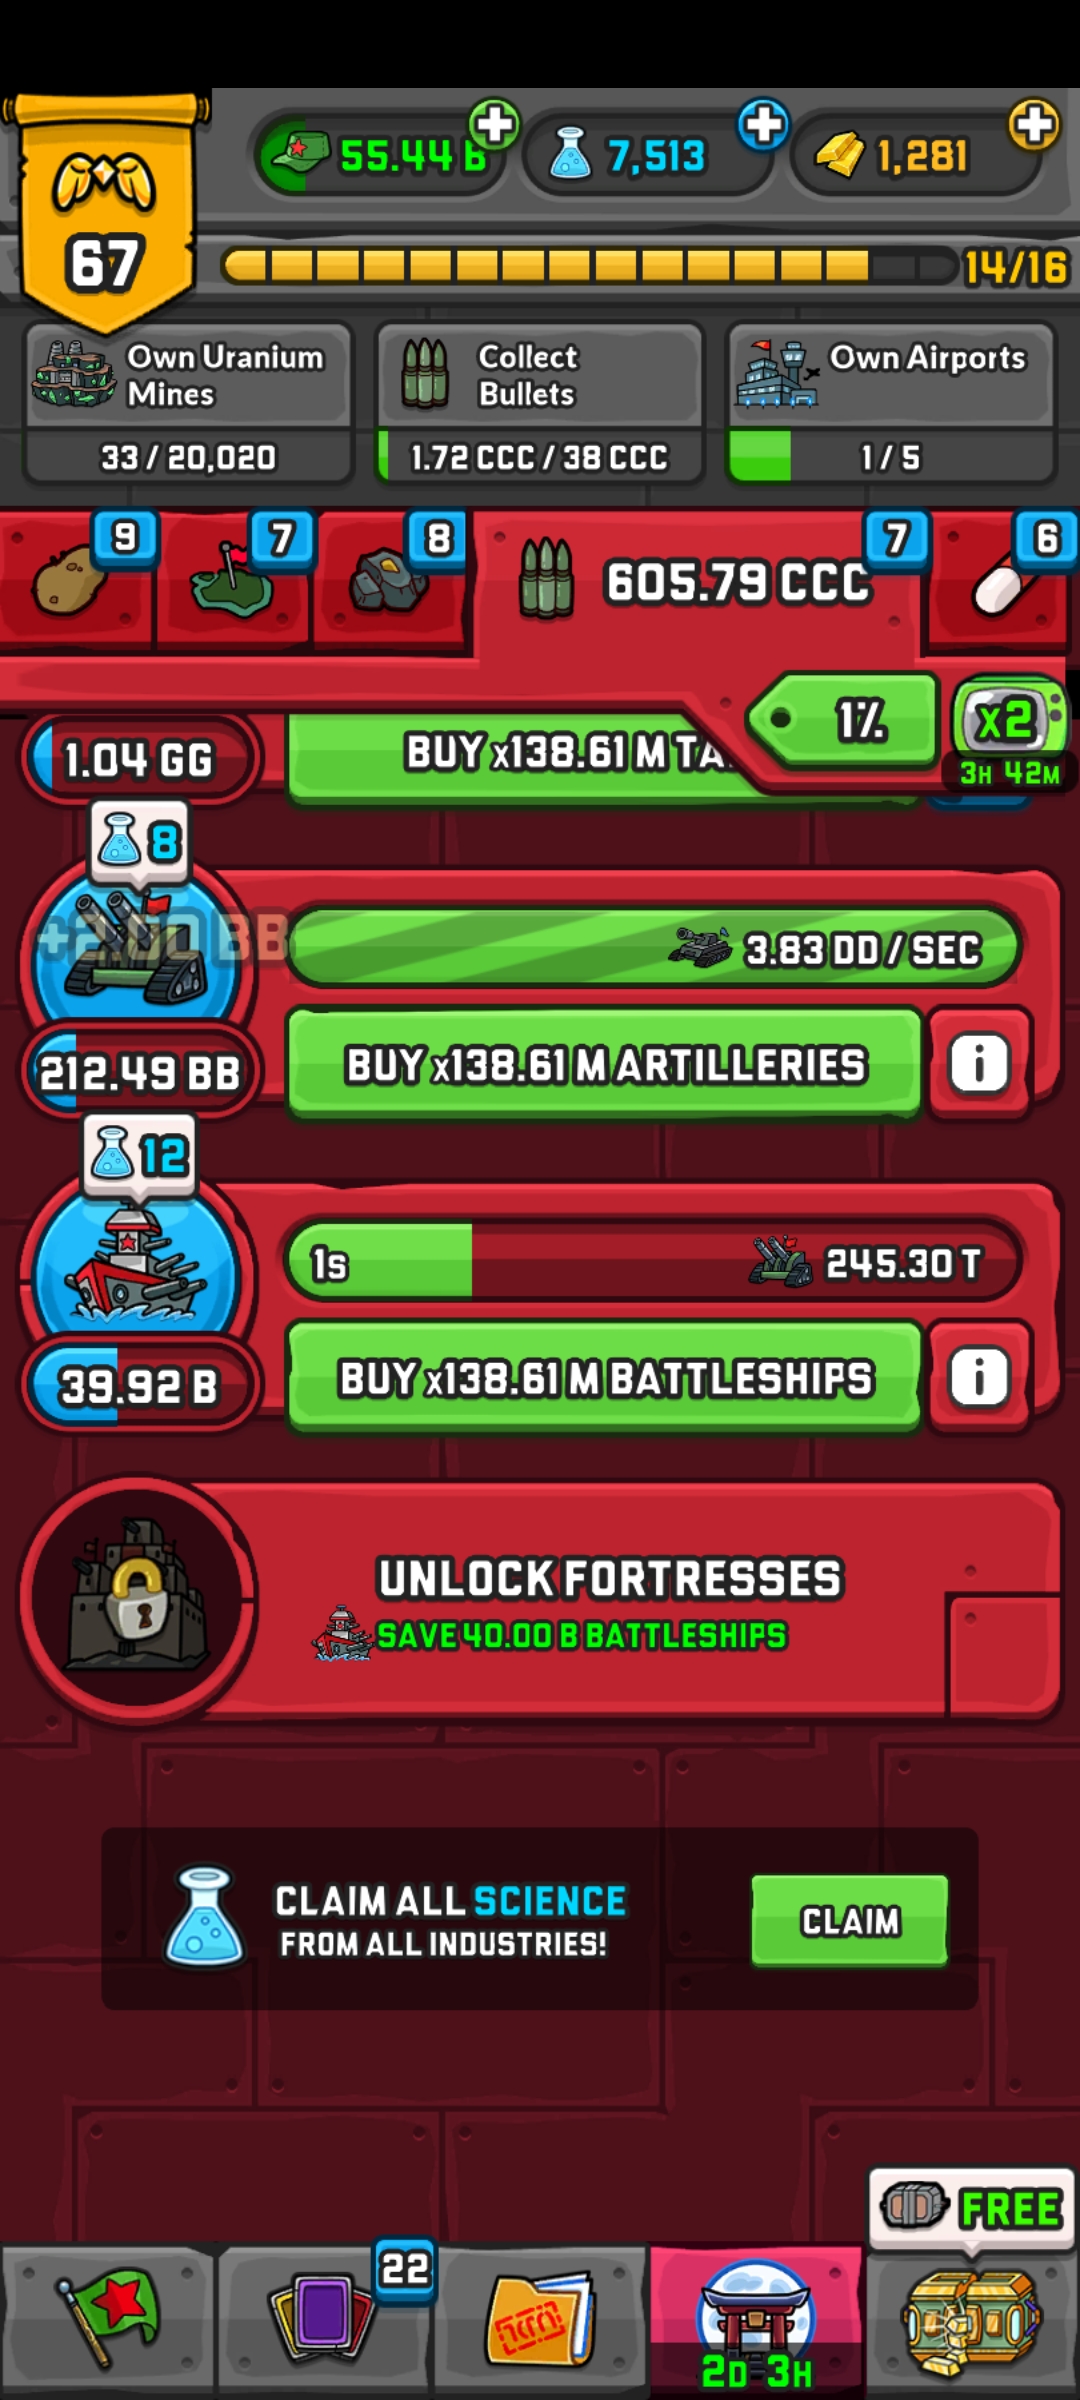 55.44 B
7,513
1,281
67
14/16
Own Uranium
Mines
33 / 20,020
Collect
Bullets
1.72 CCC / 38 CCC
Own Airports
1 / 5
9
7
8
605.79 CCC
7
6
1%
x2
3H 42M
1.04 GG
BUY x138.61 M TA
8
+2.80 BB
3.83 DD / SEC
212.49 BB
BUY x138.61 M ARTILLERIES
i
12
1s
245.30 T
39.92 B
BUY x138.61 M BATTLESHIPS
i
UNLOCK FORTRESSES
SAVE 40.00 B BATTLESHIPS
CLAIM ALL SCIENCE
FROM ALL INDUSTRIES!
CLAIM
FREE
22
2D 3H